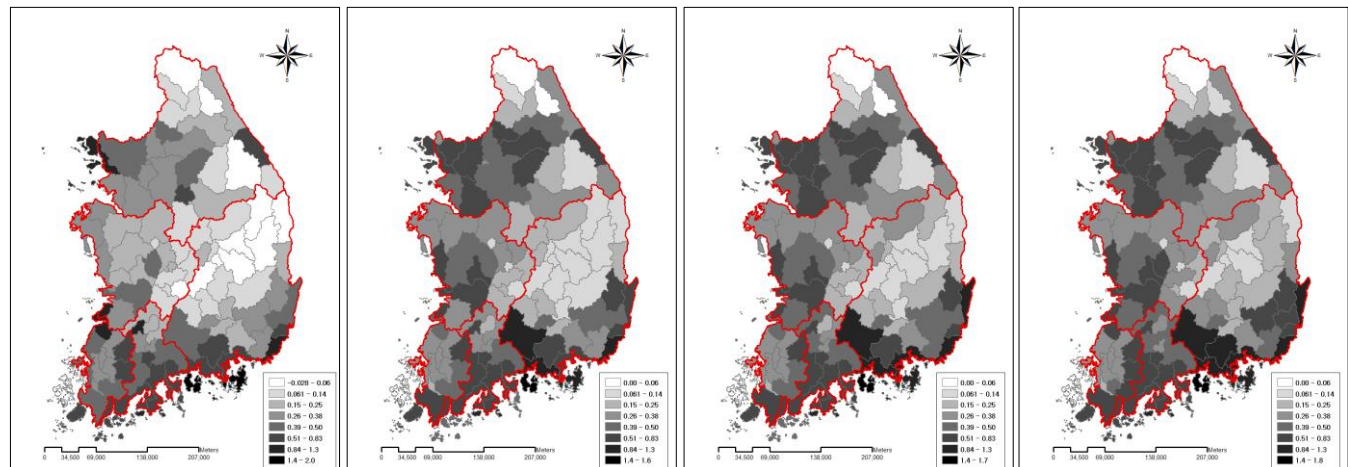 N
W E
S
-0.028 - 0.06
0.061 - 0.14
0.15 - 0.25
0.26 - 0.38
0.39 - 0.50
0.51 - 0.83
0.84 - 1.3
1.4 - 2.0
Meters
0 34,500 69,000 138,000 207,000
N
W E
S
0.00 - 0.06
0.061 - 0.14
0.15 - 0.25
0.26 - 0.38
0.39 - 0.50
0.51 - 0.83
0.84 - 1.3
1.4 - 1.6
Meters
0 34,500 69,000 138,000 207,000
N
W E
S
0.00 - 0.06
0.061 - 0.14
0.15 - 0.25
0.26 - 0.38
0.39 - 0.50
0.51 - 0.83
0.84 - 1.3
1.4 - 1.7
Meters
0 34,500 69,000 138,000 207,000
N
W E
S
0.00 - 0.06
0.061 - 0.14
0.15 - 0.25
0.26 - 0.38
0.39 - 0.50
0.51 - 0.83
0.84 - 1.3
1.4 - 1.8
Meters
0 34,500 69,000 138,000 207,000